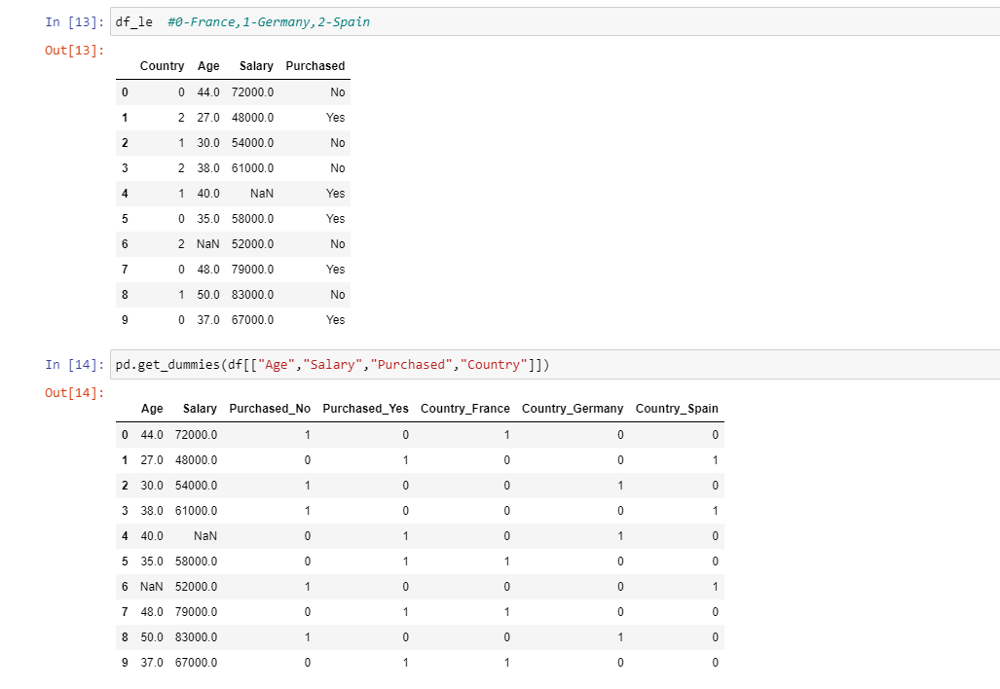 In [13]: df_le #0-France,1-Germany,2-Spain
Out[13]:
Country Age Salary Purchased
0 0 44.0 72000.0 No
1 2 27.0 48000.0 Yes
2 1 30.0 54000.0 No
3 2 38.0 61000.0 No
4 1 40.0 NaN Yes
5 0 35.0 58000.0 Yes
6 2 NaN 52000.0 No
7 0 48.0 79000.0 Yes
8 1 50.0 83000.0 No
9 0 37.0 67000.0 Yes
In [14]: pd.get_dummies(df[["Age","Salary","Purchased","Country"]])
Out[14]:
Age Salary Purchased_No Purchased_Yes Country_France Country_Germany Country_Spain
0 44.0 72000.0 1 0 1 0 0
1 27.0 48000.0 0 1 0 0 1
2 30.0 54000.0 1 0 0 1 0
3 38.0 61000.0 1 0 0 0 1
4 40.0 NaN 0 1 0 1 0
5 35.0 58000.0 0 1 1 0 0
6 NaN 52000.0 1 0 0 0 1
7 48.0 79000.0 0 1 1 0 0
8 50.0 83000.0 1 0 0 1 0
9 37.0 67000.0 0 1 1 0 0